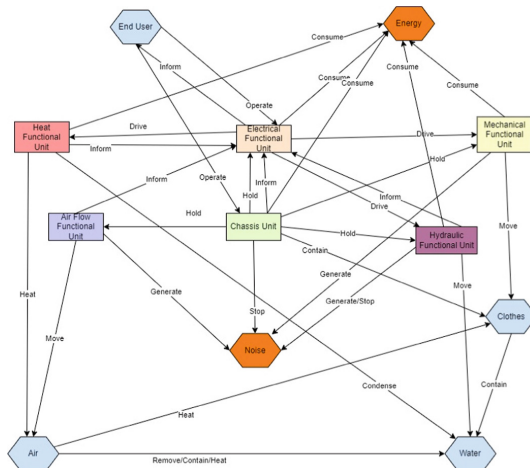 End User
Energy
Consume
Inform
Consume
Consume
Consume
Consume
Operate
Heat
Functional
Unit
Drive
Inform
Electrical
Functional
Unit
Drive
Mechanical
Functional
Unit
Hold
Operate
Inform
Hold
Inform
Inform
Drive
Air Flow
Functional
Unit
Hold
Chassis Unit
Hold
Hydraulic
Functional Unit
Contain
Move
Heat
Generate
Generate
Move
Stop
Generate/Stop
Clothes
Move
Noise
Condense
Contain
Heat
Air
Remove/Contain/Heat
Water